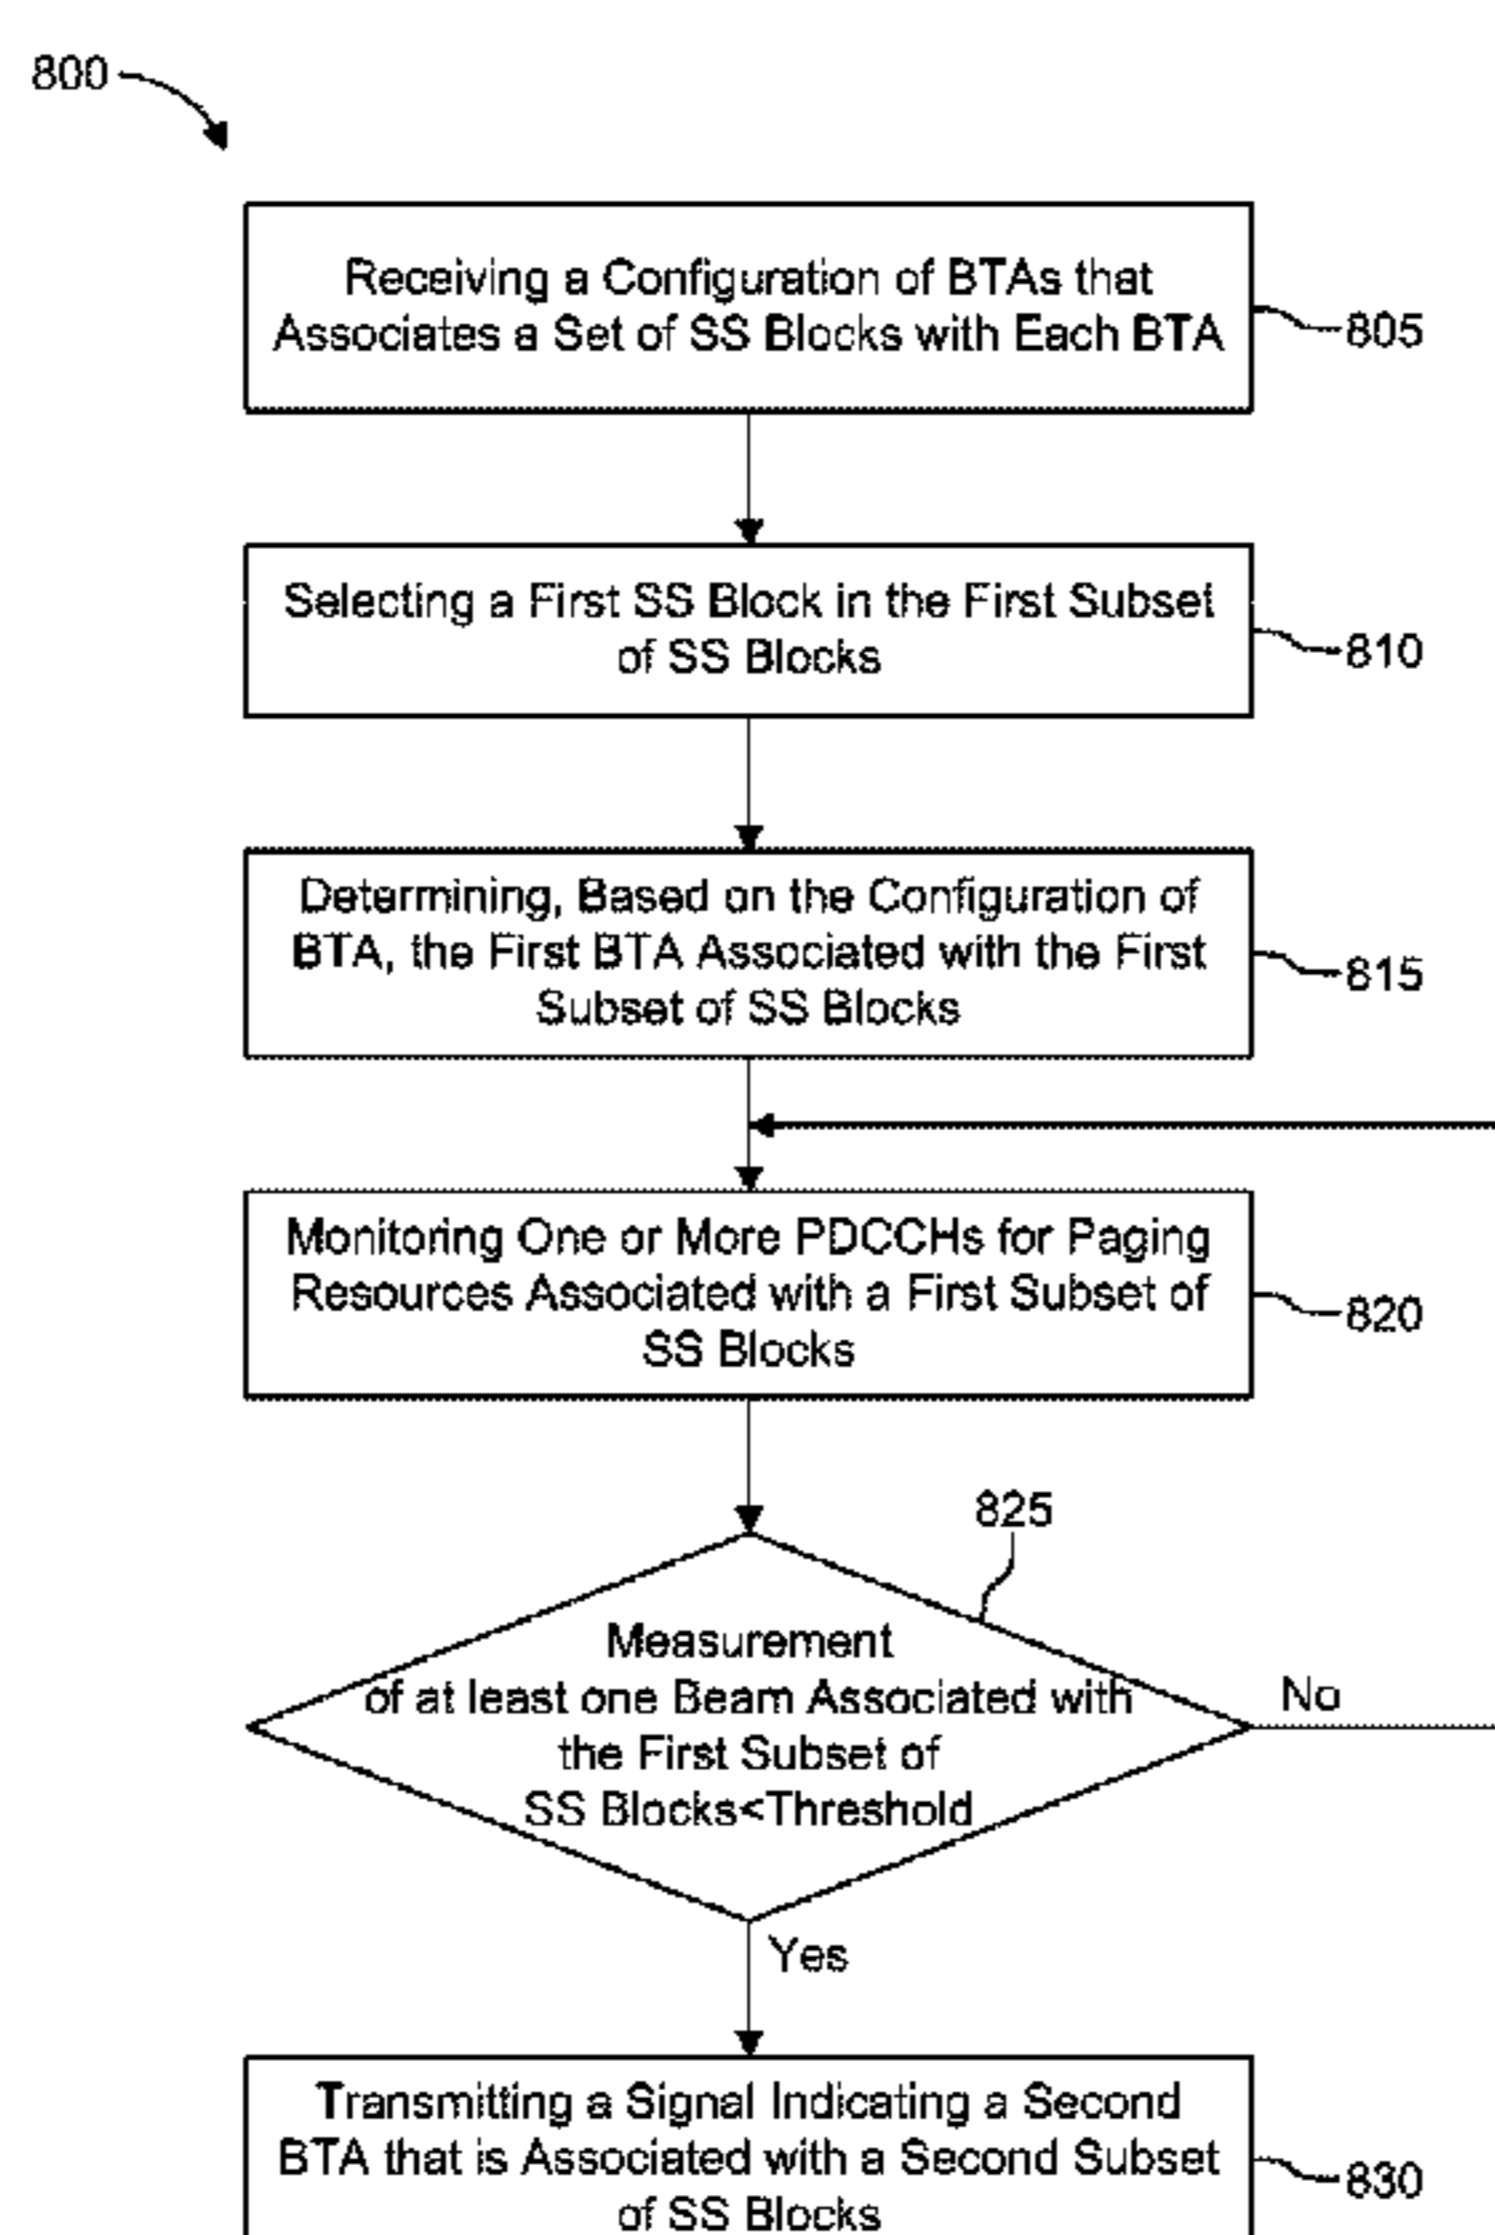 800
Receiving a Configuration of BTAs that
Associates a Set of SS Blocks with Each BTA
805
Selecting a First SS Block in the First Subset
of SS Blocks
810
Determining, Based on the Configuration of
BTA, the First BTA Associated with the First
Subset of SS Blocks
815
Monitoring One or More PDCCHs for Paging
Resources Associated with a First Subset of
SS Blocks
820
825
Measurement
of at least one Beam Associated with
the First Subset of
SS Blocks<Threshold
No
Yes
Transmitting a Signal Indicating a Second
BTA that is Associated with a Second Subset
of SS Blocks
830